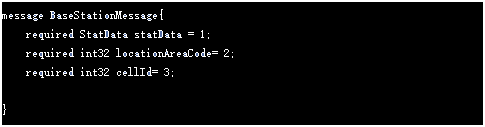 message BaseStationMessage{
    required StatData statData = 1;
    required int32 locationAreaCode= 2;
    required int32 cellId= 3;
}